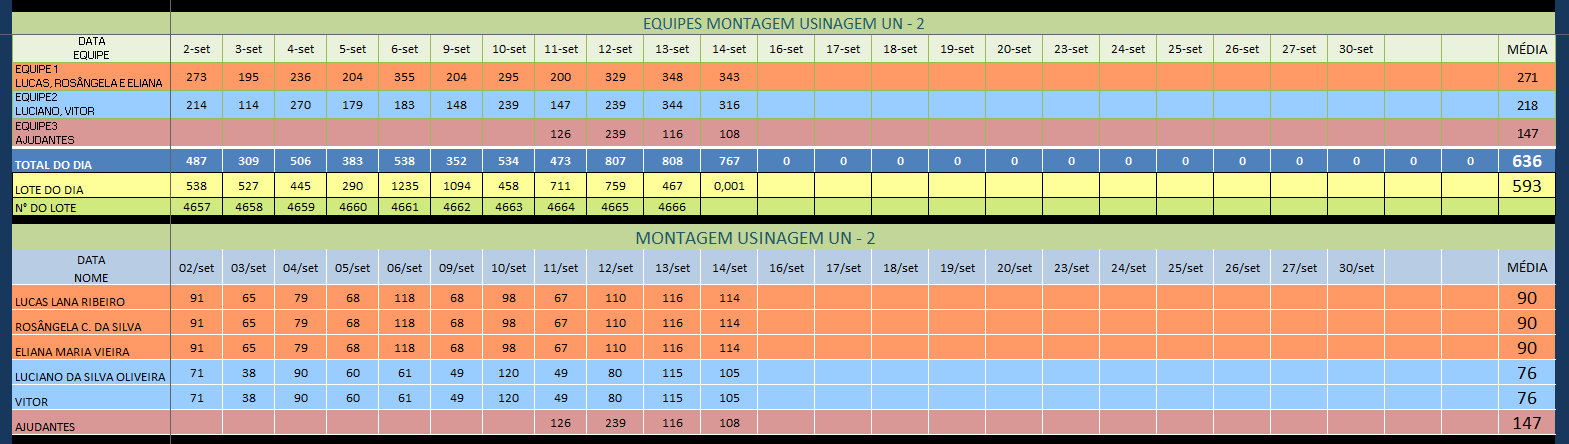 EQUIPES MONTAGEM USINAGEM UN - 2
DATA
EQUIPE 2-set 3-set 4-set 5-set 6-set 9-set 10-set 11-set 12-set 13-set 14-set 16-set 17-set 18-set 19-set 20-set 23-set 24-set 25-set 26-set 27-set 30-set MÉDIA
EQUIPE 1
LUCAS, ROSÂNGELA E ELIANA 273 195 236 204 355 204 295 200 329 348 343 271
EQUIPE2
LUCIANO, VITOR 214 114 270 179 183 148 239 147 239 344 316 218
EQUIPE3
AJUDANTES 126 239 116 108 147
TOTAL DO DIA 487 309 506 383 538 352 534 473 807 808 767 0 0 0 0 0 0 0 0 0 0 0 0 0 636
LOTE DO DIA 538 527 445 290 1235 1094 458 711 759 467 0,001 593
N° DO LOTE 4657 4658 4659 4660 4661 4662 4663 4664 4665 4666
MONTAGEM USINAGEM UN - 2
DATA
NOME 02/set 03/set 04/set 05/set 06/set 09/set 10/set 11/set 12/set 13/set 14/set 16/set 17/set 18/set 19/set 20/set 23/set 24/set 25/set 26/set 27/set 30/set MÉDIA
LUCAS LANA RIBEIRO 91 65 79 68 118 68 98 67 110 116 114 90
ROSÂNGELA C. DA SILVA 91 65 79 68 118 68 98 67 110 116 114 90
ELIANA MARIA VIEIRA 91 65 79 68 118 68 98 67 110 116 114 90
LUCIANO DA SILVA OLIVEIRA 71 38 90 60 61 49 120 49 80 115 105 76
VITOR 71 38 90 60 61 49 120 49 80 115 105 76
AJUDANTES 126 239 116 108 147